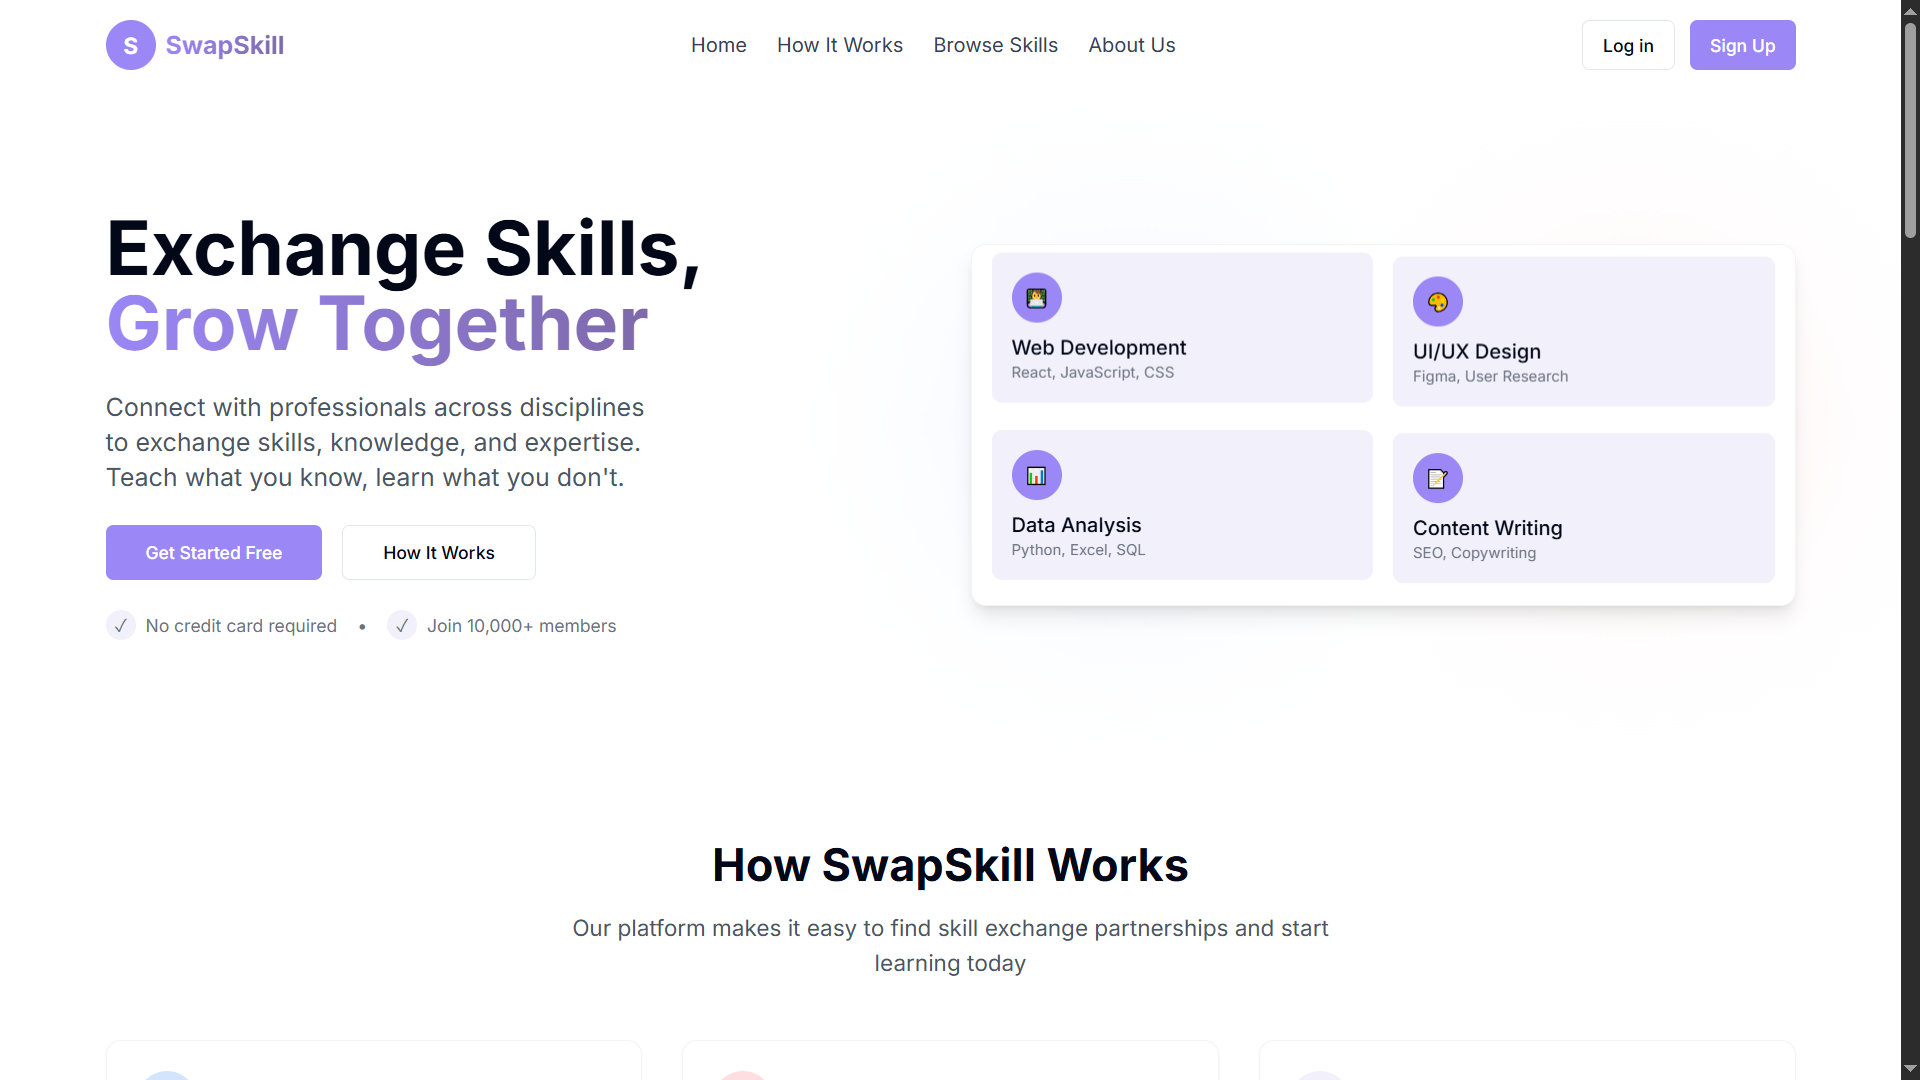 S SwapSkill
Home How It Works Browse Skills About Us
Log in Sign Up
Exchange Skills,
Grow Together
Connect with professionals across disciplines
to exchange skills, knowledge, and expertise.
Teach what you know, learn what you don't.
Get Started Free How It Works
✓ No credit card required • ✓ Join 10,000+ members
Web Development
React, JavaScript, CSS
UI/UX Design
Figma, User Research
Data Analysis
Python, Excel, SQL
Content Writing
SEO, Copywriting
How SwapSkill Works
Our platform makes it easy to find skill exchange partnerships and start
learning today